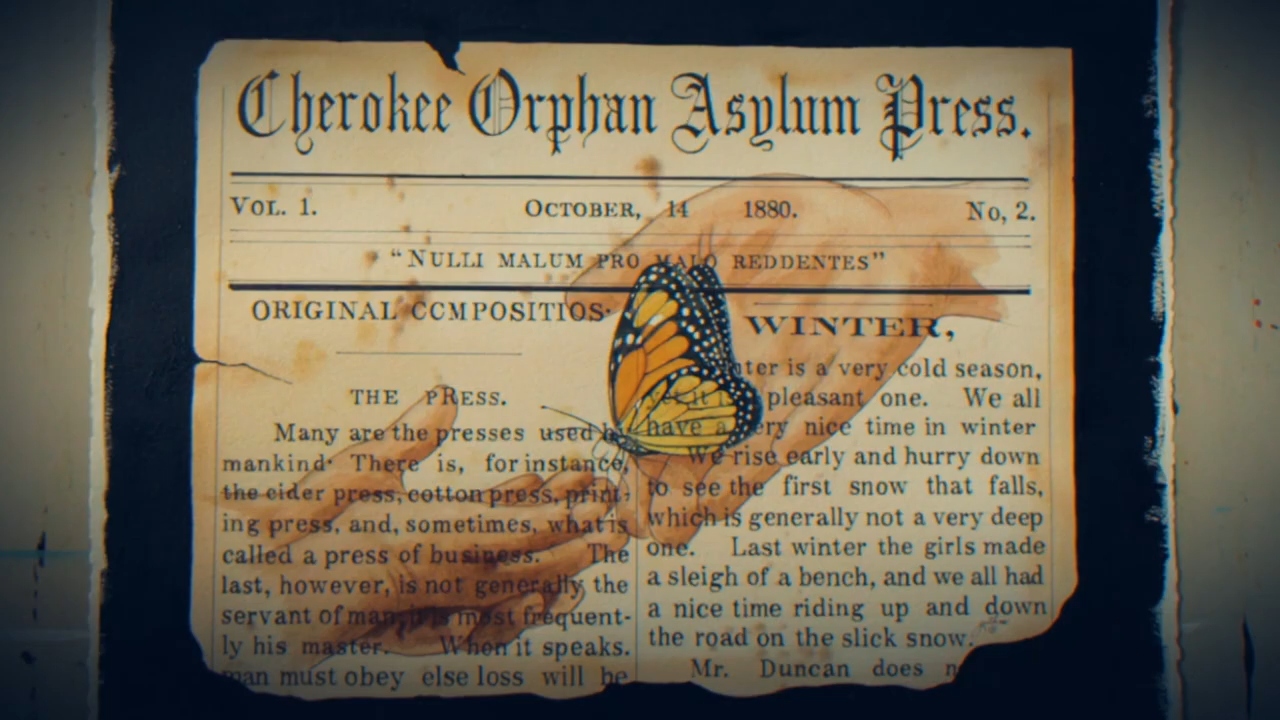 Cherokee Orphan Asylum Press.
VOL. 1. OCTOBER, 14 1880. NO, 2.
"NULLI MALUM PRO MALO REDDENTES"
ORIGINAL CCMPOSITIOS·
THE PRESS.
Many are the presses used by
mankind· There is, for instance,
the cider press, cotton press, print-
ing press, and, sometimes, what is
called a press of business. The
last, however, is not generally the
servant of man, it is most frequent-
ly his master. When it speaks.
man must obey else loss will be
WINTER,
Winter is a very cold season,
yet it is a pleasant one. We all
have a very nice time in winter
We rise early and hurry down
to see the first snow that falls,
which is generally not a very deep
one. Last winter the girls made
a sleigh of a bench, and we all had
a nice time riding up and down
the road on the slick snow.
Mr. Duncan does